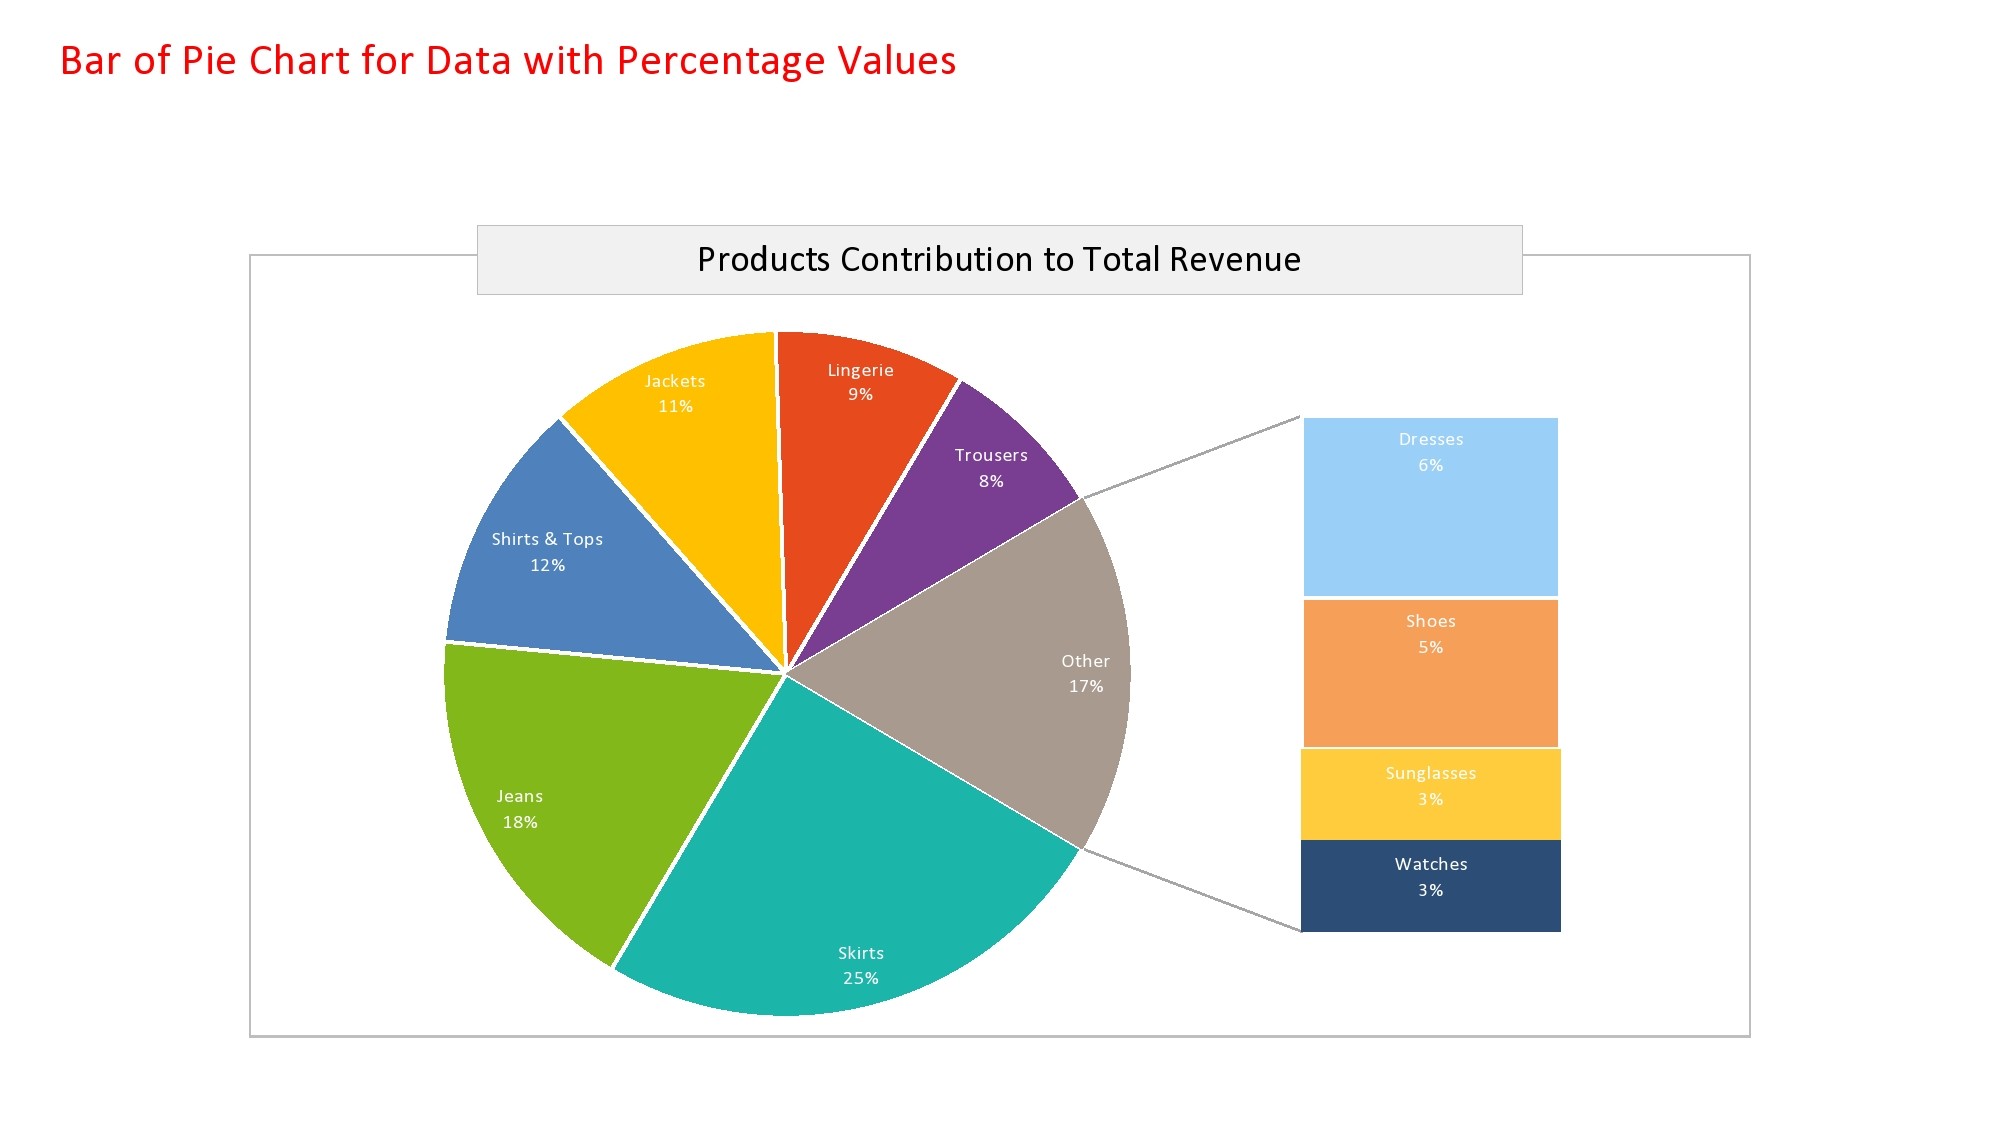 Bar of Pie Chart for Data with Percentage Values
Products Contribution to Total Revenue
Jackets
11%
Lingerie
9%
Trousers
8%
Shirts & Tops
12%
Other
17%
Jeans
18%
Skirts
25%
Dresses
6%
Shoes
5%
Sunglasses
3%
Watches
3%